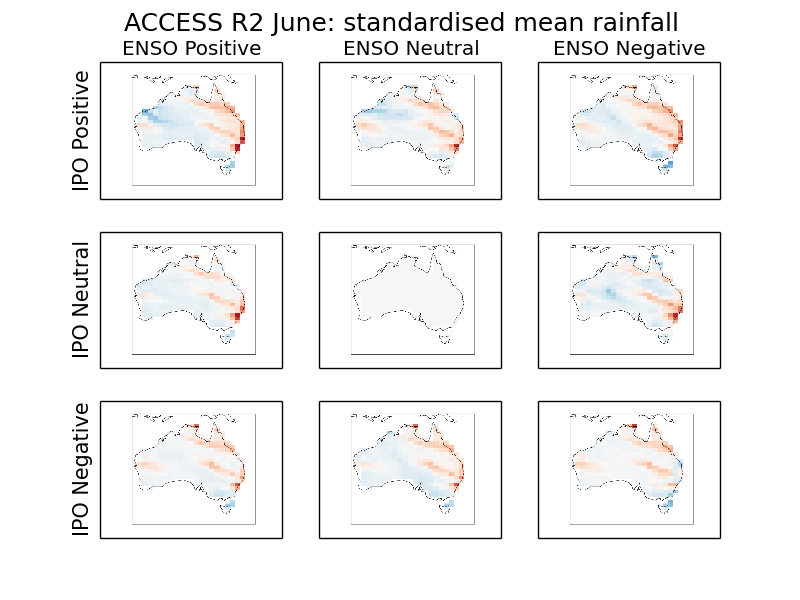 ACCESS R2 June: standardised mean rainfall
ENSO Positive
ENSO Neutral
ENSO Negative
IPO Positive
IPO Neutral
IPO Negative